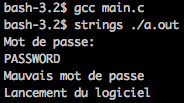 bash-3.2$ gcc main.c
bash-3.2$ strings ./a.out
Mot de passe:
PASSWORD
Mauvais mot de passe
Lancement du logiciel